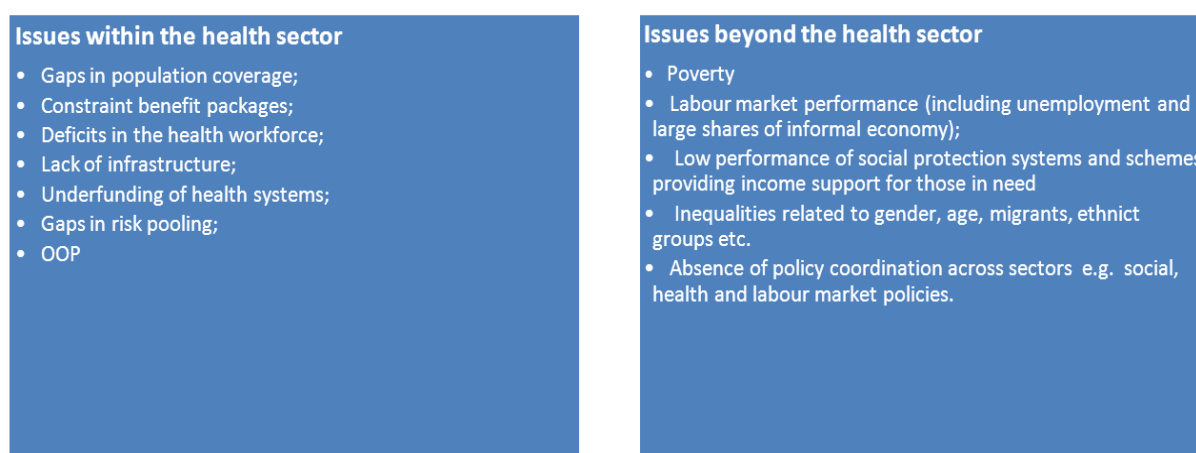 Issues within the health sector
• Gaps in population coverage;
• Constraint benefit packages;
• Deficits in the health workforce;
• Lack of infrastructure;
• Underfunding of health systems;
• Gaps in risk pooling;
• OOP
Issues beyond the health sector
• Poverty
• Labour market performance (including unemployment and
large shares of informal economy);
• Low performance of social protection systems and schemes
providing income support for those in need
• Inequalities related to gender, age, migrants, ethnict
groups etc.
• Absence of policy coordination across sectors e.g. social,
health and labour market policies.